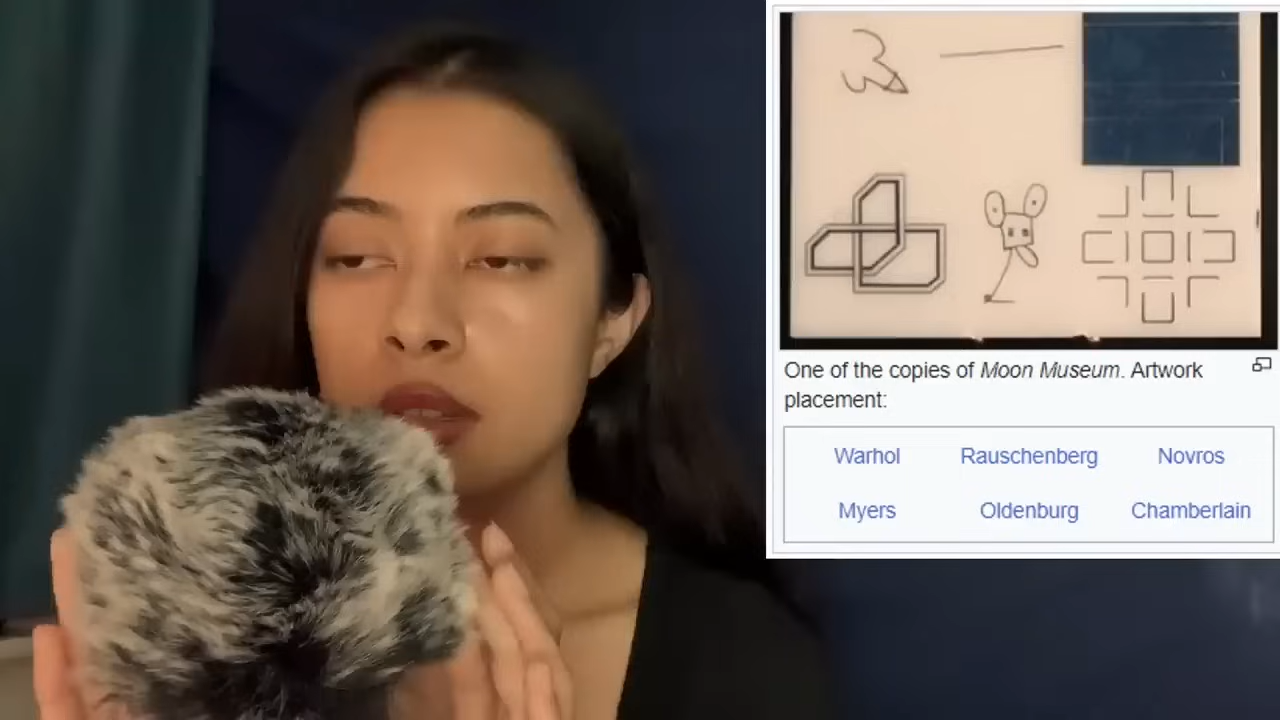 One of the copies of Moon Museum. Artwork
placement:
Warhol Rauschenberg Novros
Myers Oldenburg Chamberlain